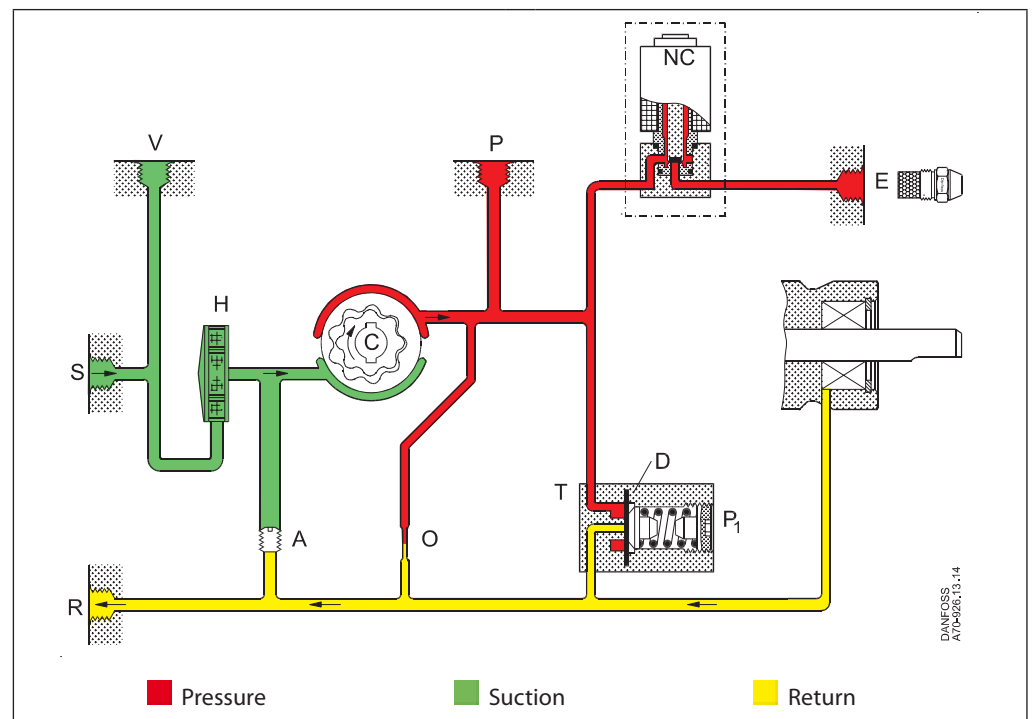 NC
V
P
E
H
C
S
D
T
P1
A
O
R
DANFOSS
A70-926.13.14
Pressure
Suction
Return